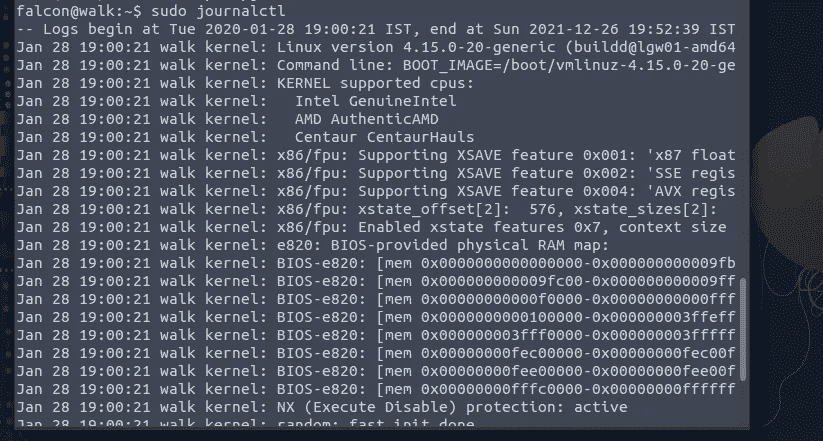 falcon@walk:~$ sudo journalctl
-- Logs begin at Tue 2020-01-28 19:00:21 IST, end at Sun 2021-12-26 19:52:39 IST
Jan 28 19:00:21 walk kernel: Linux version 4.15.0-20-generic (buildd@lgw01-amd64
Jan 28 19:00:21 walk kernel: Command line: BOOT_IMAGE=/boot/vmlinuz-4.15.0-20-ge
Jan 28 19:00:21 walk kernel: KERNEL supported cpus:
Jan 28 19:00:21 walk kernel:   Intel GenuineIntel
Jan 28 19:00:21 walk kernel:   AMD AuthenticAMD
Jan 28 19:00:21 walk kernel:   Centaur CentaurHauls
Jan 28 19:00:21 walk kernel: x86/fpu: Supporting XSAVE feature 0x001: 'x87 float
Jan 28 19:00:21 walk kernel: x86/fpu: Supporting XSAVE feature 0x002: 'SSE regis
Jan 28 19:00:21 walk kernel: x86/fpu: Supporting XSAVE feature 0x004: 'AVX regis
Jan 28 19:00:21 walk kernel: x86/fpu: xstate_offset[2]:  576, xstate_sizes[2]:
Jan 28 19:00:21 walk kernel: x86/fpu: Enabled xstate features 0x7, context size
Jan 28 19:00:21 walk kernel: e820: BIOS-provided physical RAM map:
Jan 28 19:00:21 walk kernel: BIOS-e820: [mem 0x0000000000000000-0x000000000009fb
Jan 28 19:00:21 walk kernel: BIOS-e820: [mem 0x000000000009fc00-0x000000000009ff
Jan 28 19:00:21 walk kernel: BIOS-e820: [mem 0x00000000000f0000-0x00000000000fff
Jan 28 19:00:21 walk kernel: BIOS-e820: [mem 0x0000000000100000-0x000000003ffeff
Jan 28 19:00:21 walk kernel: BIOS-e820: [mem 0x000000003fff0000-0x000000003fffff
Jan 28 19:00:21 walk kernel: BIOS-e820: [mem 0x00000000fec00000-0x00000000fec00f
Jan 28 19:00:21 walk kernel: BIOS-e820: [mem 0x00000000fee00000-0x00000000fee00f
Jan 28 19:00:21 walk kernel: BIOS-e820: [mem 0x00000000fffc0000-0x00000000ffffff
Jan 28 19:00:21 walk kernel: NX (Execute Disable) protection: active
Jan 28 19:00:21 walk kernel: random: fast init done